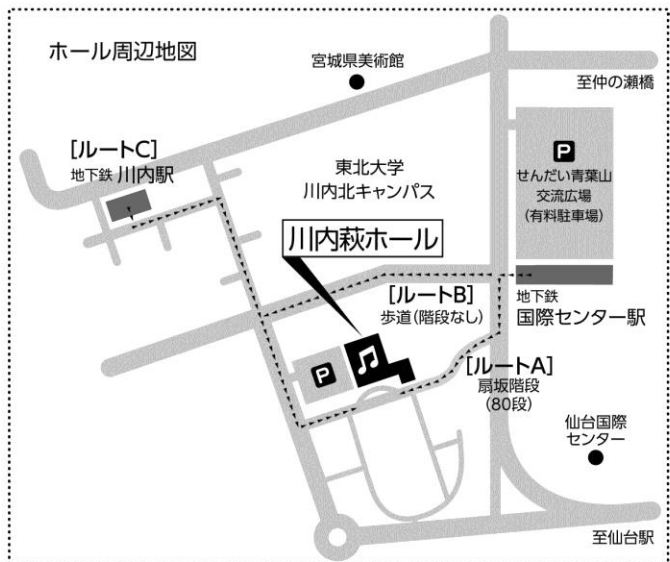 ホール周辺地図
宮城県美術館
至仲の瀬橋
[ルートC]
地下鉄 川内駅
P
せんだい青葉山
交流広場
(有料駐車場)
東北大学
川内北キャンパス
川内萩ホール
[ルートB]
歩道(階段なし)
地下鉄
国際センター駅
P
[ルートA]
扇坂階段
(80段)
仙台国際
センター
至仙台駅